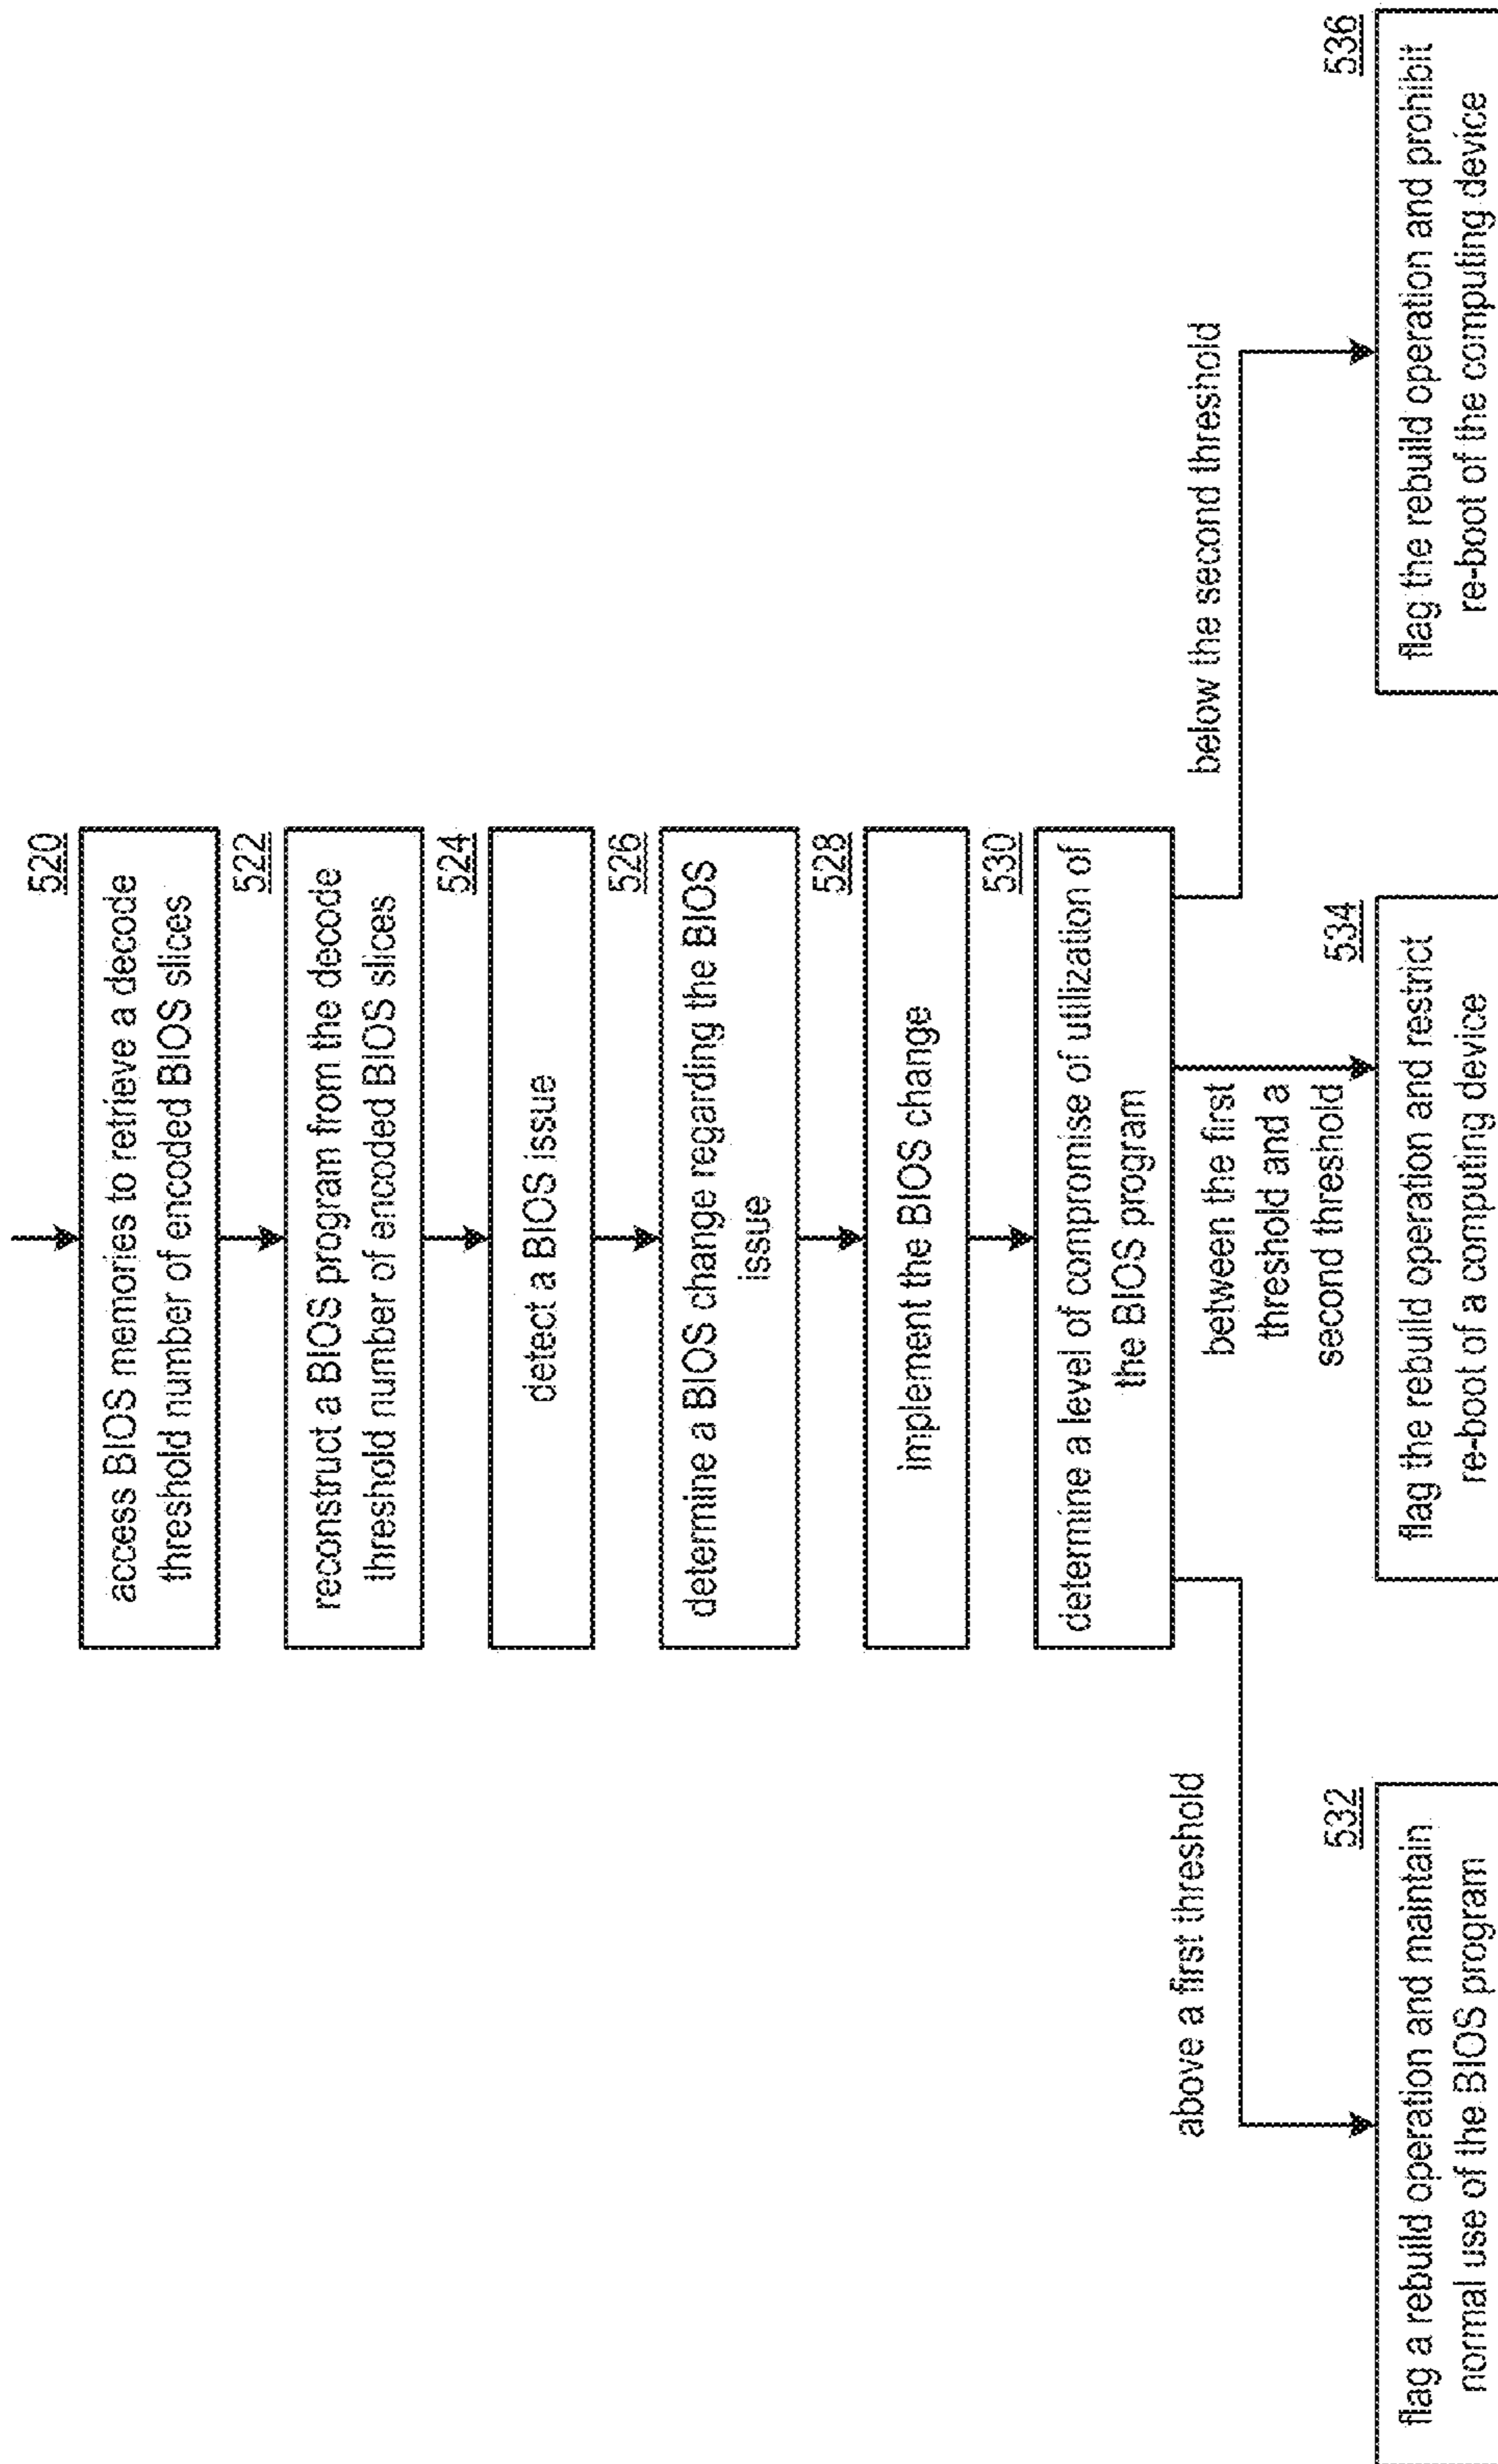 520
access BIOS memories to retrieve a decode
threshold number of encoded BIOS slices
522
reconstruct a BIOS program from the decode
threshold number of encoded BIOS slices
524
detect a BIOS issue
526
determine a BIOS change regarding the BIOS
issue
528
implement the BIOS change
530
determine a level of compromise of utilization of
the BIOS program
above a first threshold
between the first
threshold and a
second threshold
below the second threshold
532
flag a rebuild operation and maintain
normal use of the BIOS program
534
flag the rebuild operation and restrict
re-boot of a computing device
536
flag the rebuild operation and prohibit
re-boot of the computing device